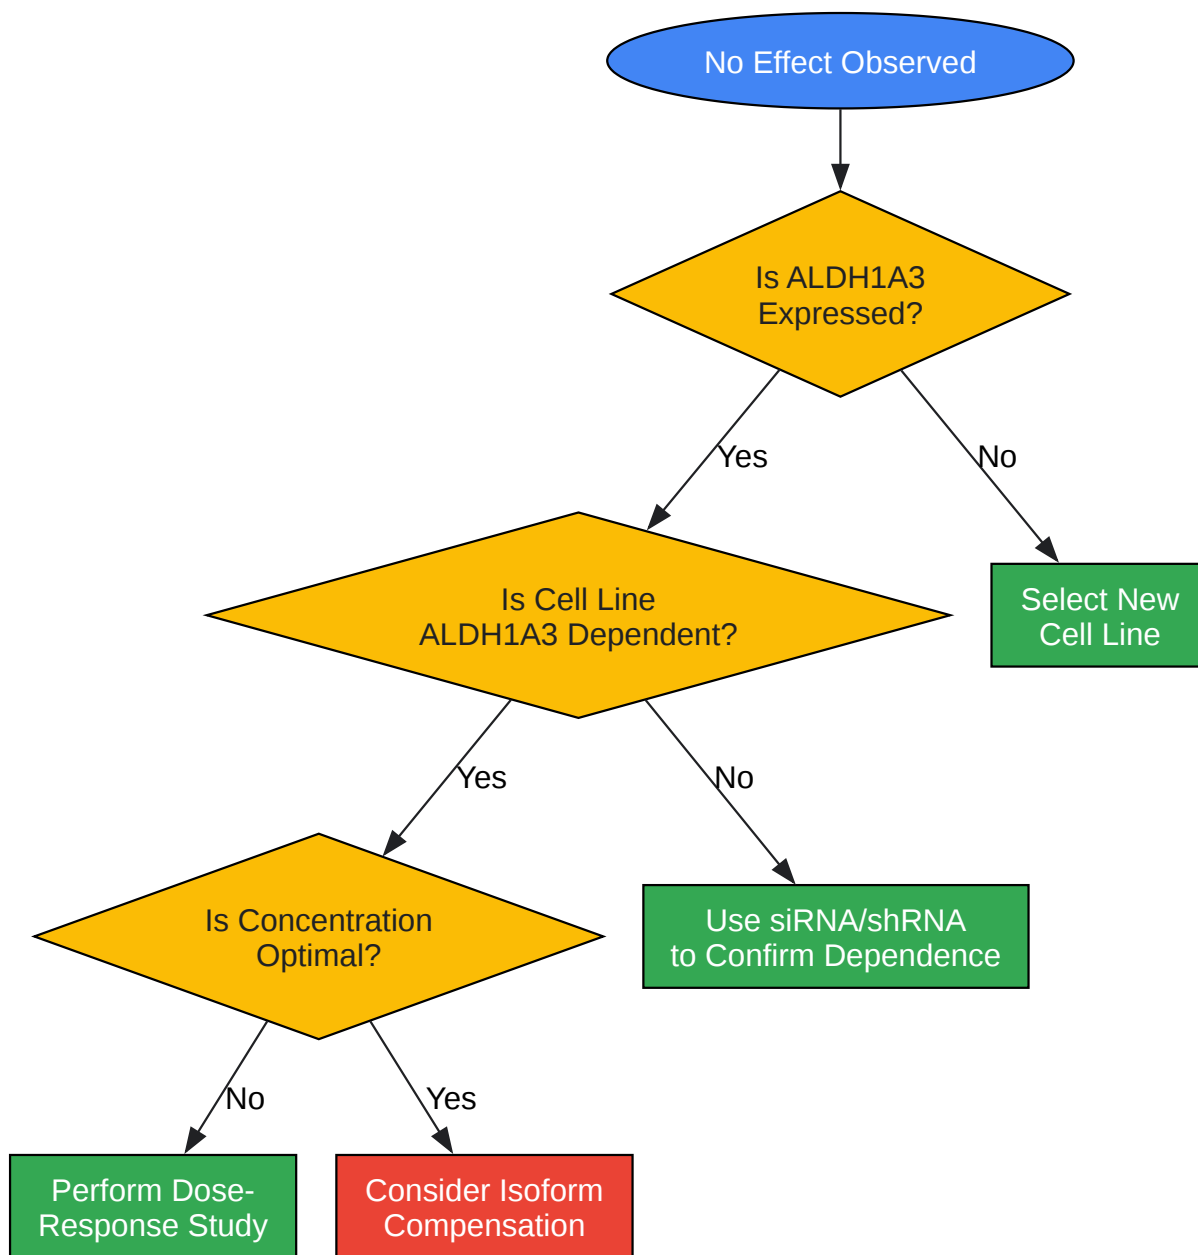 No Effect Observed
Is ALDH1A3
Expressed?
Yes
No
Is Cell Line
ALDH1A3 Dependent?
Select New
Cell Line
Yes
No
Is Concentration
Optimal?
Use siRNA/shRNA
to Confirm Dependence
No
Yes
Perform Dose-
Response Study
Consider Isoform
Compensation